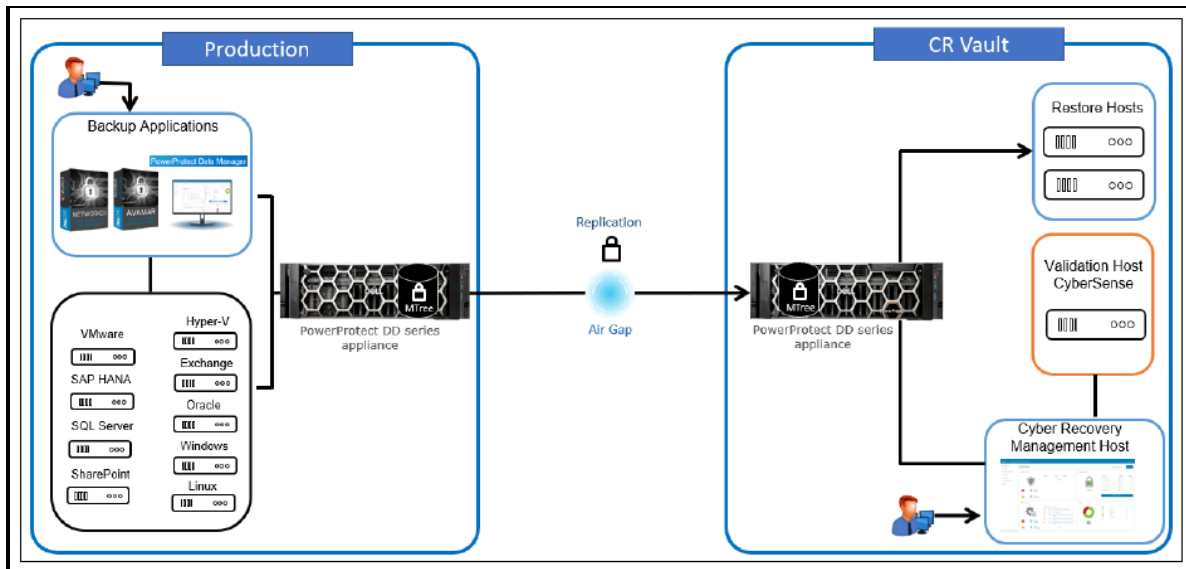 Production
Backup Applications
PowerProtect Data Manager
NETWORKER
AVAMAR
VMware
SAP HANA
SQL Server
SharePoint
Hyper-V
Exchange
Oracle
Windows
Linux
DELL
MTree
PowerProtect DD series
appliance
Replication
Air Gap
CR Vault
MTree
PowerProtect DD series
appliance
Restore Hosts
Validation Host
CyberSense
Cyber Recovery
Management Host